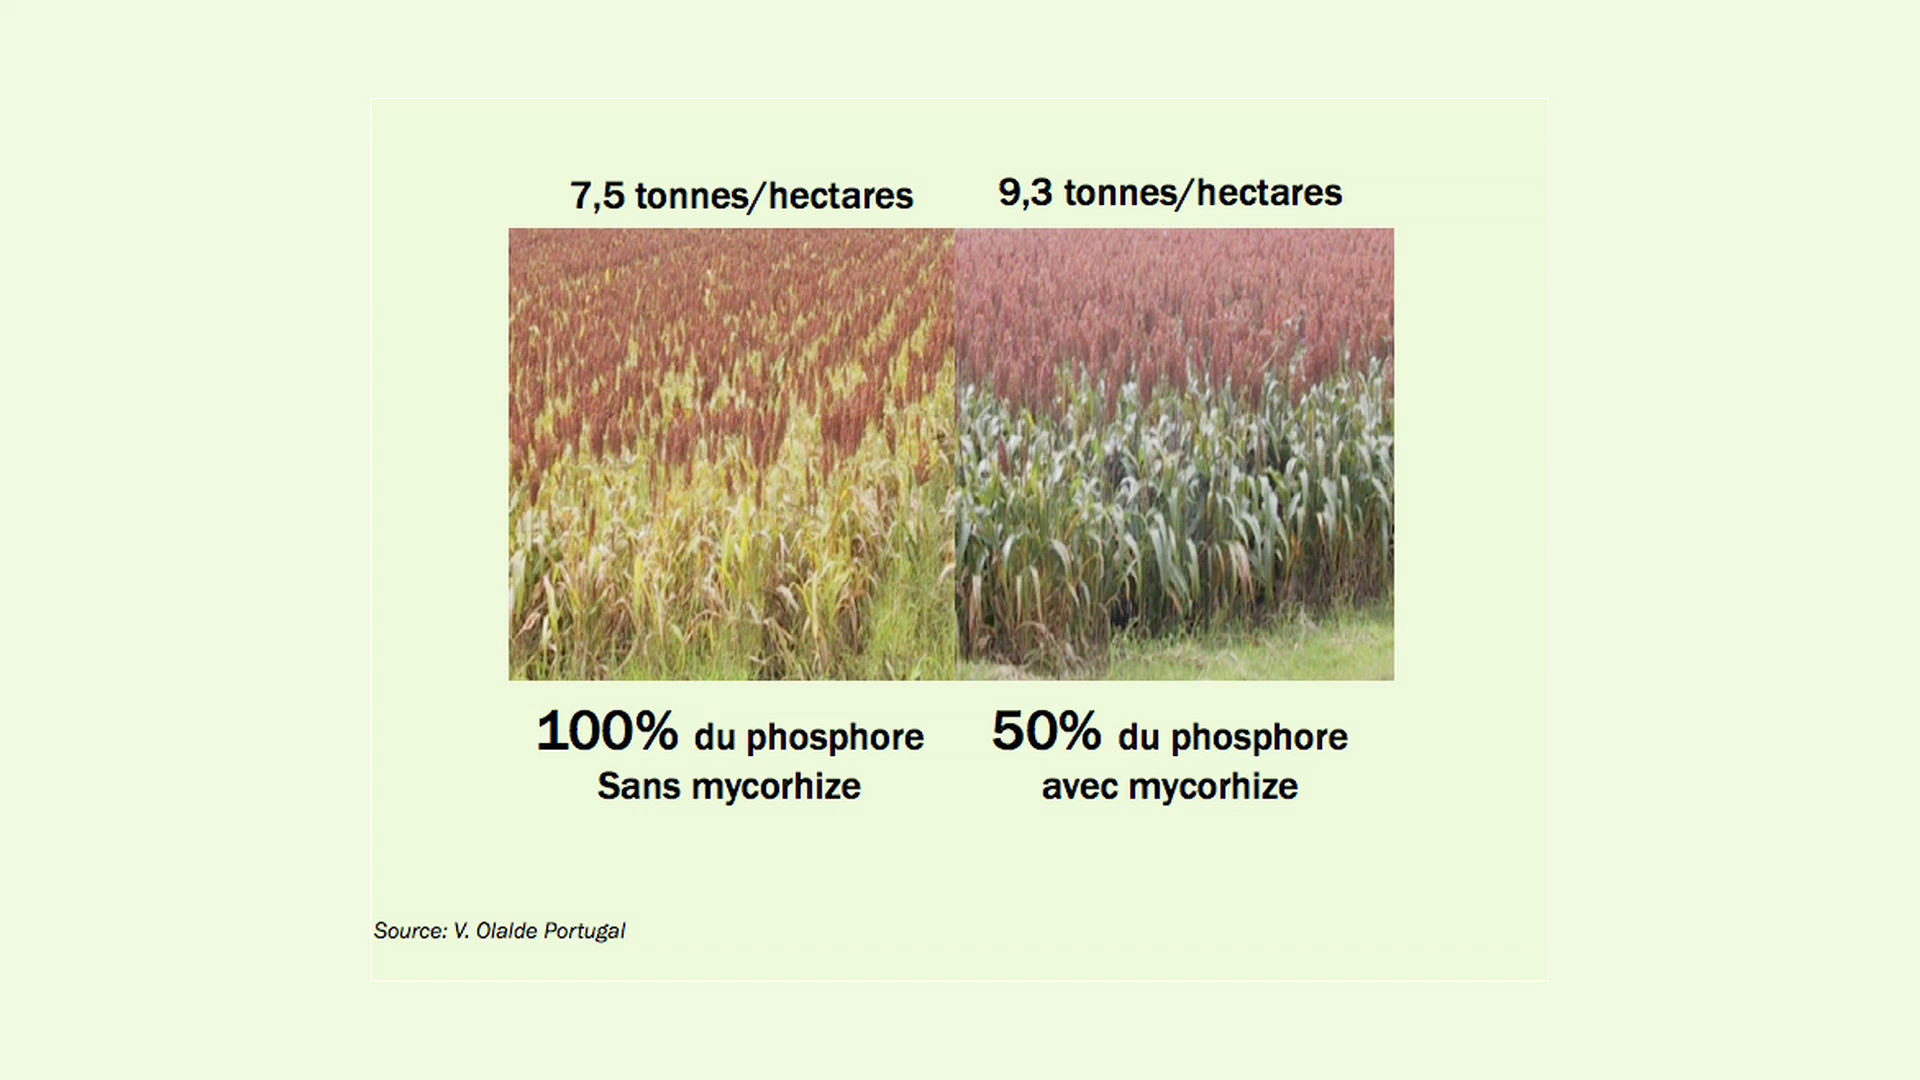 7,5 tonnes/hectares
9,3 tonnes/hectares
100% du phosphore
Sans mycorhize
50% du phosphore
avec mycorhize
Source: V. Olalde Portugal